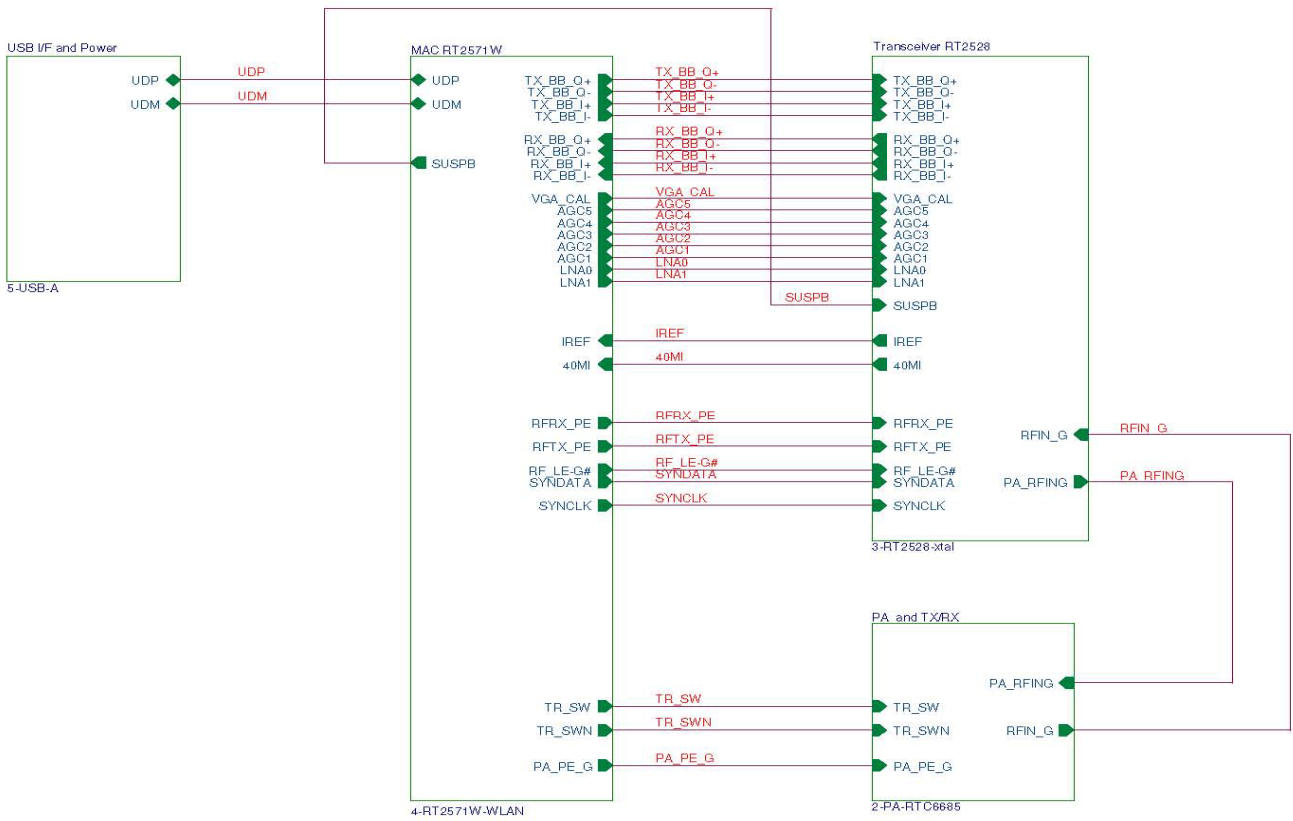 USB I/F and Power
UDP
UDM
5-USB-A
UDP
UDM
MAC RT2571W
UDP
UDM
SUSPB
TX_BB_Q+
TX_BB_Q-
TX_BB_I+
TX_BB_I-
RX_BB_Q+
RX_BB_Q-
RX_BB_I+
RX_BB_I-
VGA_CAL
AGC5
AGC4
AGC3
AGC2
AGC1
LNA0
LNA1
IREF
40MI
RFRX_PE
RFTX_PE
RF_LE-G#
SYNDATA
SYNCLK
TR_SW
TR_SWN
PA_PE_G
4-RT2571W-WLAN
TX_BB_Q+
TX_BB_Q-
TX_BB_I+
TX_BB_I-
RX_BB_Q+
RX_BB_Q-
RX_BB_I+
RX_BB_I-
VGA_CAL
AGC5
AGC4
AGC3
AGC2
AGC1
LNA0
LNA1
SUSPB
IREF
40MI
RFRX_PE
RFTX_PE
RF_LE-G#
SYNDATA
SYNCLK
TR_SW
TR_SWN
PA_PE_G
Transceiver RT2528
TX_BB_Q+
TX_BB_Q-
TX_BB_I+
TX_BB_I-
RX_BB_Q+
RX_BB_Q-
RX_BB_I+
RX_BB_I-
VGA_CAL
AGC5
AGC4
AGC3
AGC2
AGC1
LNA0
LNA1
SUSPB
IREF
40MI
RFRX_PE
RFTX_PE
RF_LE-G#
SYNDATA
SYNCLK
RFIN_G
PA_RFING
3-RT2528-xtal
RFIN_G
PA_RFING
PA and TX/RX
PA_RFING
TR_SW
TR_SWN
RFIN_G
PA_PE_G
2-PA-RTC6685